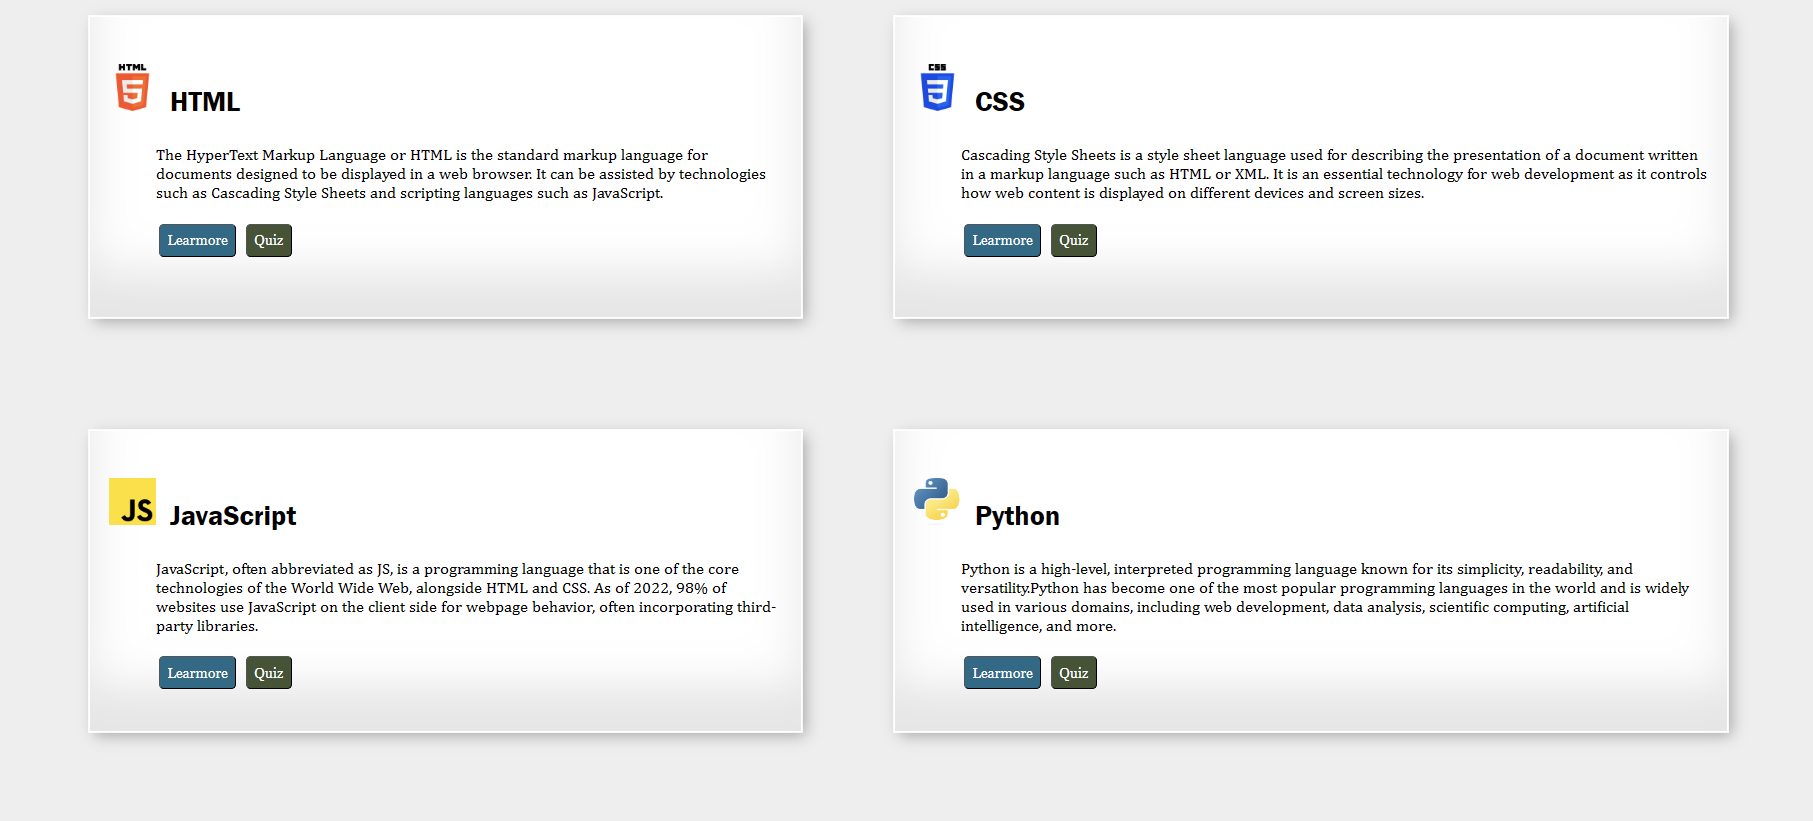 HTML
HTML
The HyperText Markup Language or HTML is the standard markup language for
documents designed to be displayed in a web browser. It can be assisted by technologies
such as Cascading Style Sheets and scripting languages such as JavaScript.
Learmore Quiz
CSS
CSS
Cascading Style Sheets is a style sheet language used for describing the presentation of a document written
in a markup language such as HTML or XML. It is an essential technology for web development as it controls
how web content is displayed on different devices and screen sizes.
Learmore Quiz
JS
JavaScript
JavaScript, often abbreviated as JS, is a programming language that is one of the core
technologies of the World Wide Web, alongside HTML and CSS. As of 2022, 98% of
websites use JavaScript on the client side for webpage behavior, often incorporating third-
party libraries.
Learmore Quiz
Python
Python is a high-level, interpreted programming language known for its simplicity, readability, and
versatility.Python has become one of the most popular programming languages in the world and is widely
used in various domains, including web development, data analysis, scientific computing, artificial
intelligence, and more.
Learmore Quiz